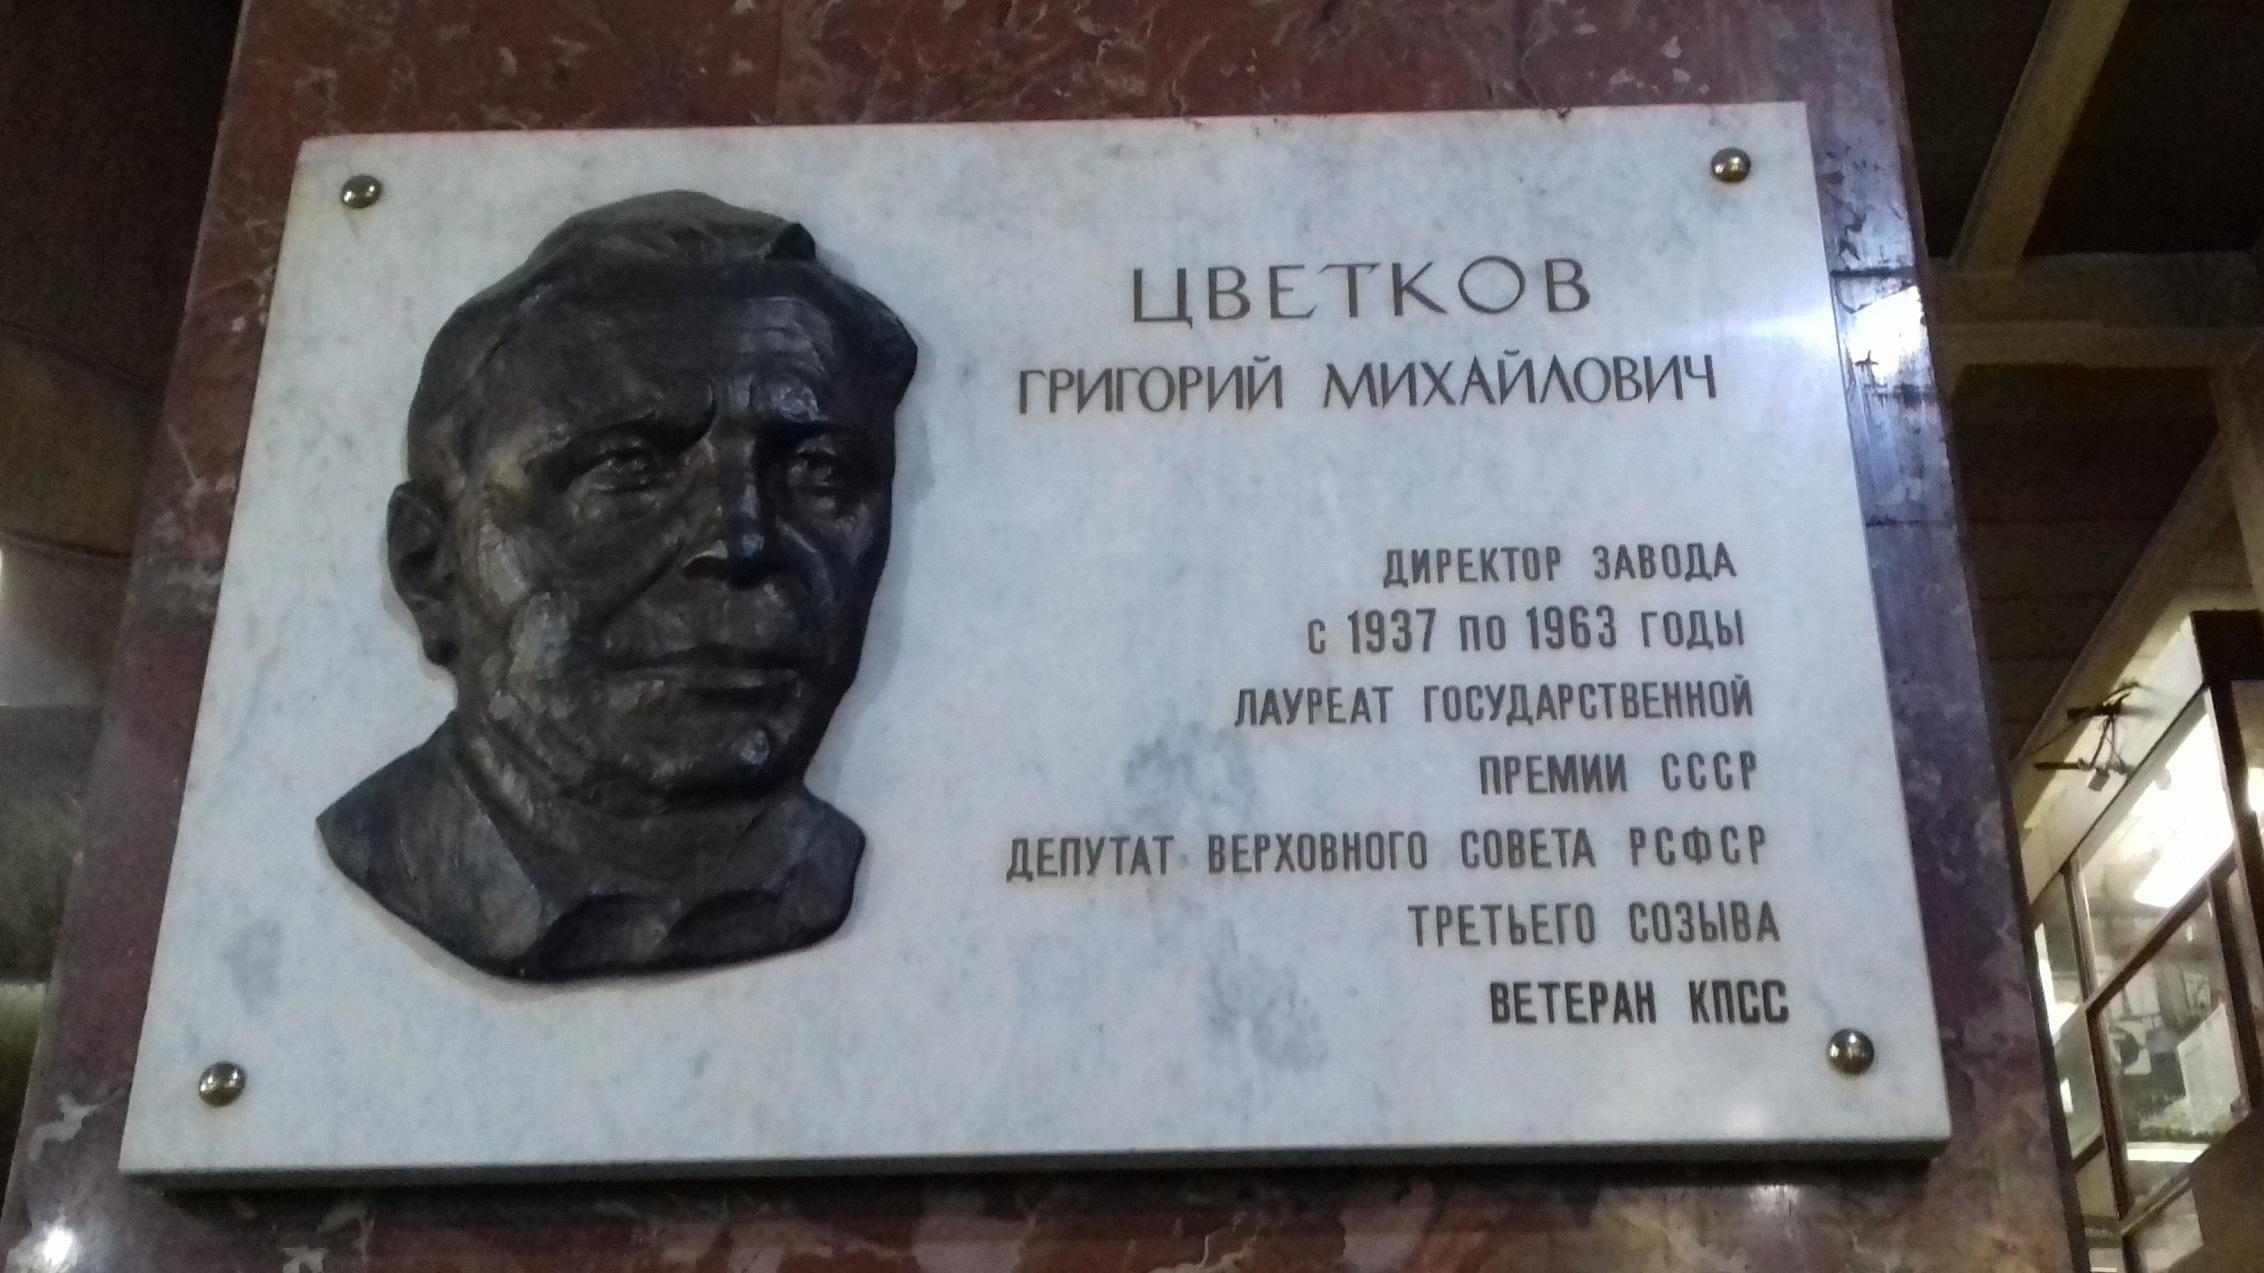 ЦВЕТКОВ
ГРИГОРИЙ МИХАЙЛОВИЧ
ДИРЕКТОР ЗАВОДА
С 1937 ПО 1963 ГОДЫ
ЛАУРЕАТ ГОСУДАРСТВЕННОЙ
ПРЕМИИ СССР
ДЕПУТАТ ВЕРХОВНОГО СОВЕТА РСФСР
ТРЕТЬЕГО СОЗЫВА
ВЕТЕРАН КПСС